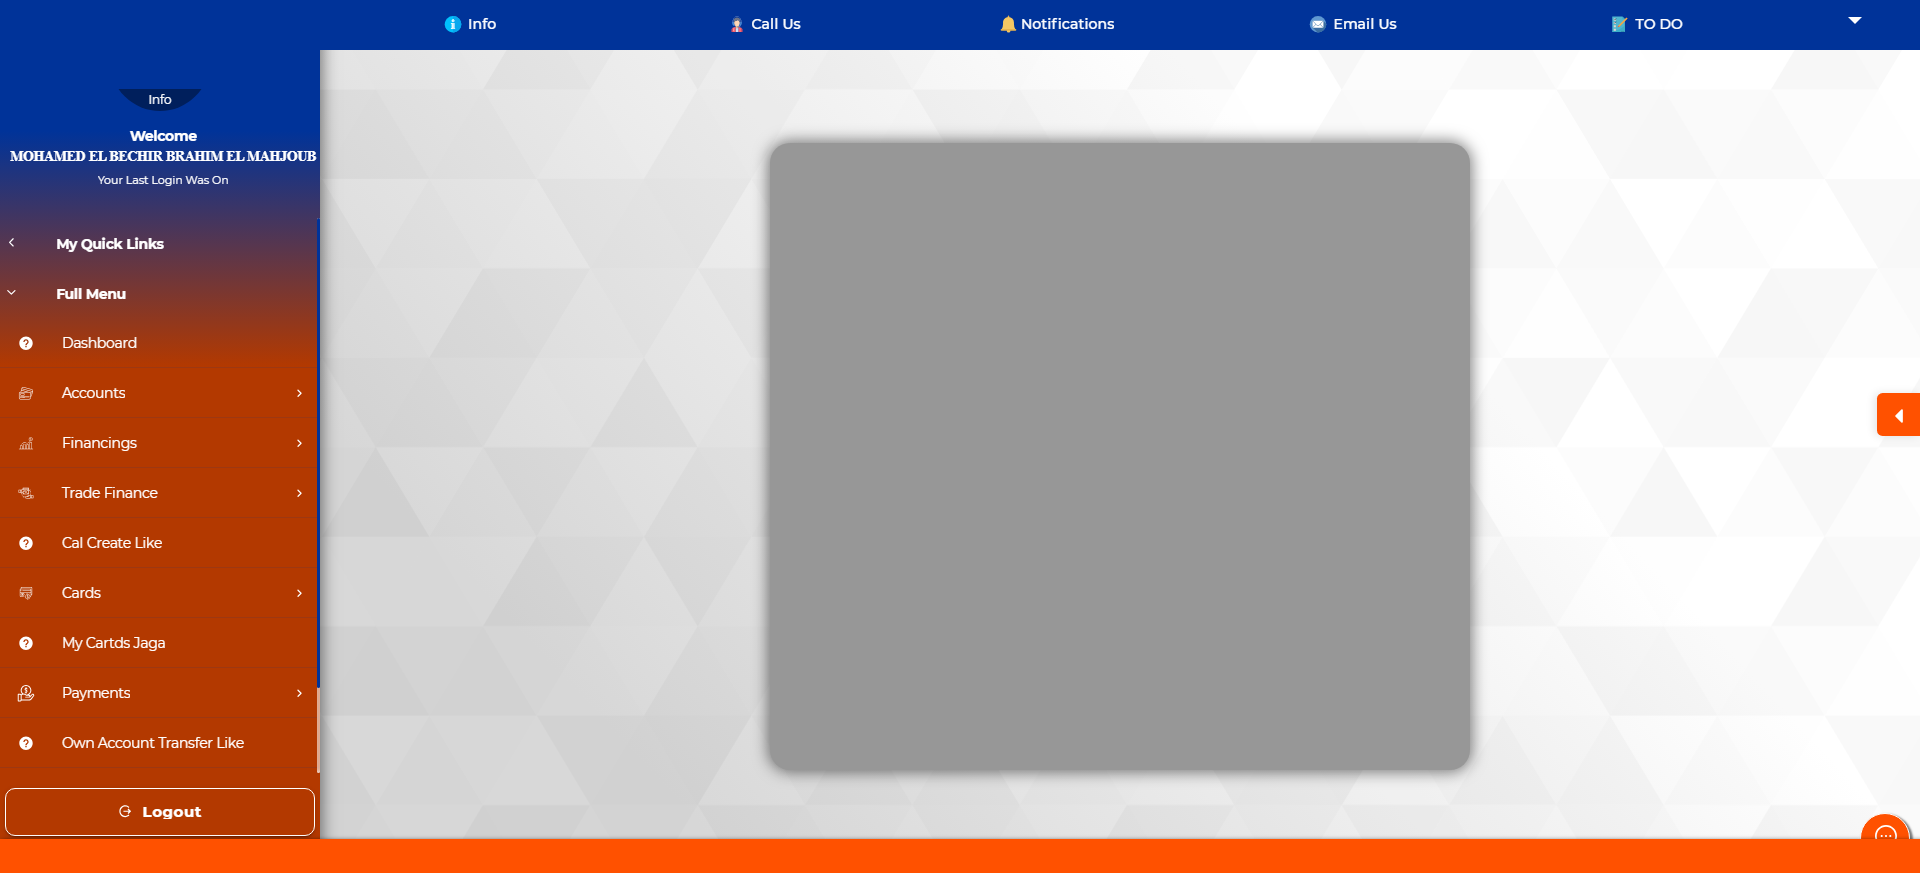 Info
Call Us
Notifications
Email Us
TO DO
Info
Welcome
MOHAMED EL BECHIR BRAHIM EL MAHJOUB
Your Last Login Was On
My Quick Links
Full Menu
Dashboard
Accounts
Financings
Trade Finance
Cal Create Like
Cards
My Cartds Jaga
Payments
Own Account Transfer Like
Logout